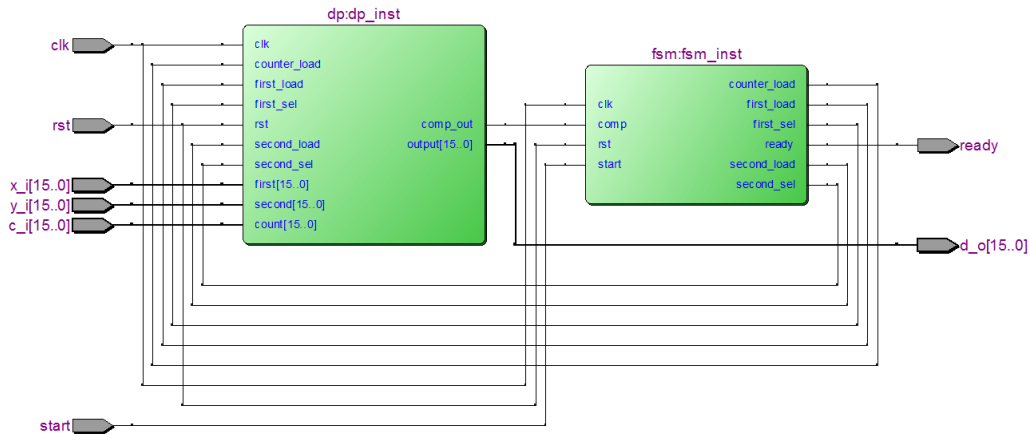 dp:dp_inst
clk
clk
counter_load
first_load
first_sel
rst
rst
second_load
second_sel
x_i[15..0]
first[15..0]
y_i[15..0]
second[15..0]
c_i[15..0]
count[15..0]
comp_out
output[15..0]
fsm:fsm_inst
clk
comp
rst
start
counter_load
first_load
first_sel
ready
second_load
second_sel
ready
d_o[15..0]
start